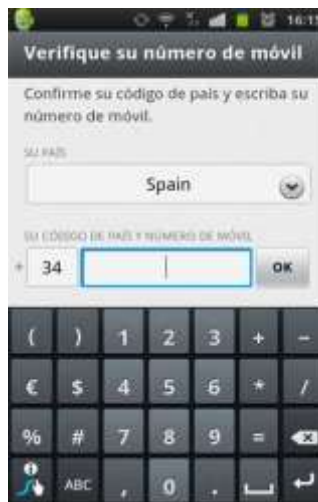 16:15
Verifique su número de móvil
Confirme su código de país y escriba su
número de móvil.
SU PAÍS
Spain
SU CÓDIGO DE PAÍS Y NÚMERO DE MÓVIL
+ 34 OK
( ) 1 2 3 + -
€ $ 4 5 6 * /
% # 7 8 9 =
ABC , 0 .